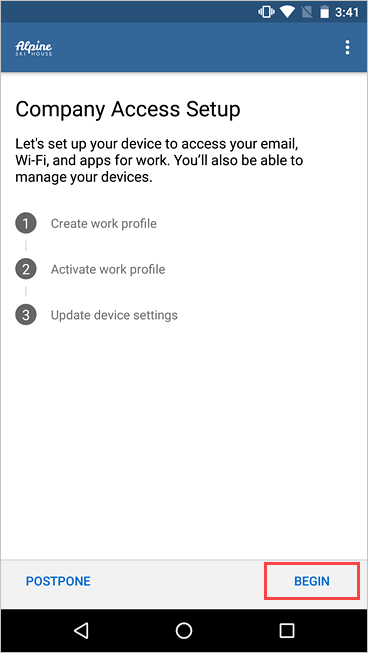 3:41
Alpine
SKI HOUSE
Company Access Setup
Let's set up your device to access your email,
Wi-Fi, and apps for work. You’ll also be able to
manage your devices.
1 Create work profile
2 Activate work profile
3 Update device settings
POSTPONE BEGIN